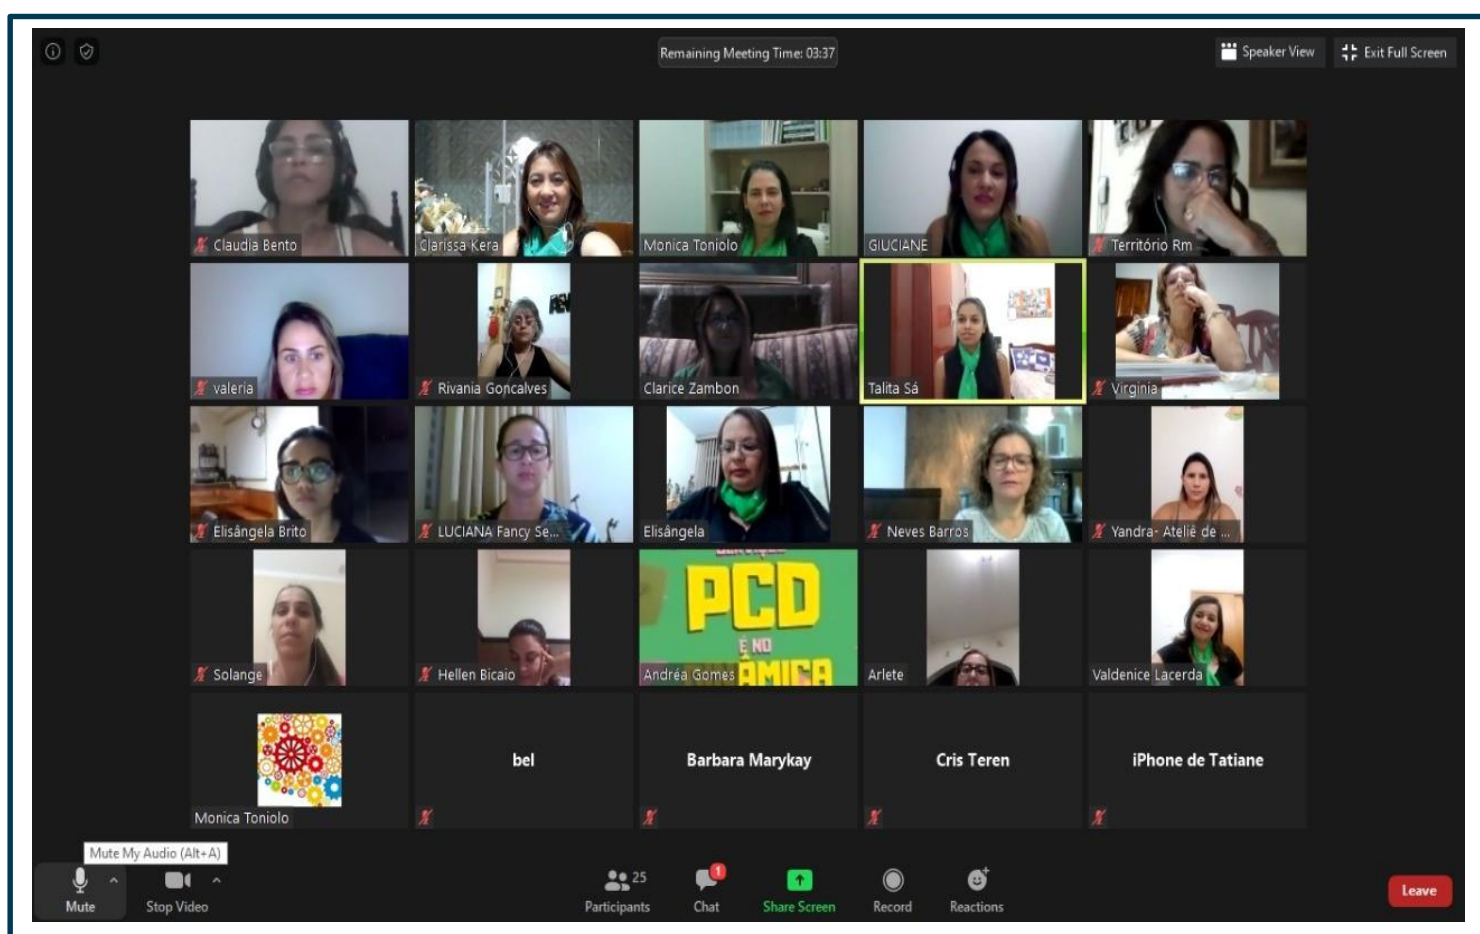 Remaining Meeting Time: 03:37
Speaker View
Exit Full Screen
Claudia Bento
Clarissa Kera
Monica Toniolo
GIUCIANE
Território Rm
valeria
Rivania Goncalves
Clarice Zambon
Talita Sá
Virginia
Elisângela Brito
LUCIANA Fancy Se...
Elisângela
Neves Barros
Yandra- Ateliê de ...
Solange
Hellen Bicaio
PCD
É NO
Andréa Gomes
Arlete
Valdenice Lacerda
Monica Toniolo
bel
Barbara Marykay
Cris Teren
iPhone de Tatiane
Mute My Audio (Alt+A)
Mute
Stop Video
25
Participants
1
Chat
Share Screen
Record
Reactions
Leave